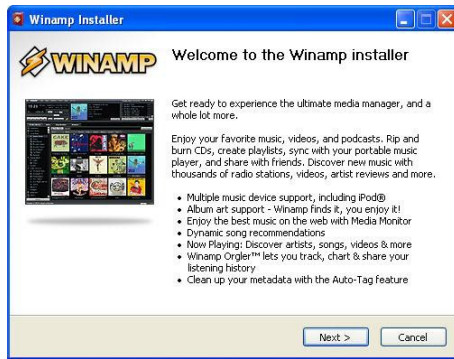 Winamp Installer
WINAMP
Welcome to the Winamp installer
Get ready to experience the ultimate media manager, and a
whole lot more.
Enjoy your favorite music, videos, and podcasts. Rip and
burn CDs, create playlists, sync with your portable music
player, and share with friends. Discover new music with
thousands of radio stations, videos, artist reviews and more.
• Multiple music device support, including iPod®
• Album art support - Winamp finds it, you enjoy it!
• Enjoy the best music on the web with Media Monitor
• Dynamic song recommendations
• Now Playing: Discover artists, songs, videos & more
• Winamp Orgler™ lets you track, chart & share your
listening history
• Clean up your metadata with the Auto-Tag feature
Next >
Cancel